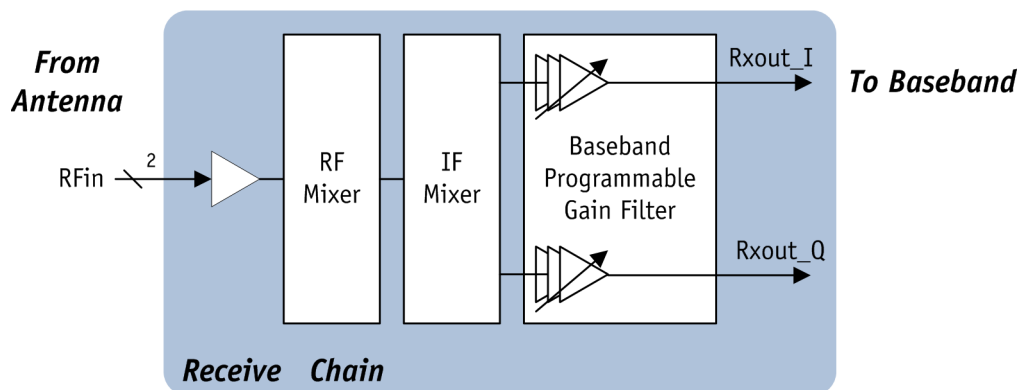 From
Antenna
RFin
2
RF
Mixer
IF
Mixer
Baseband
Programmable
Gain Filter
Rxout_I
Rxout_Q
To Baseband
Receive Chain